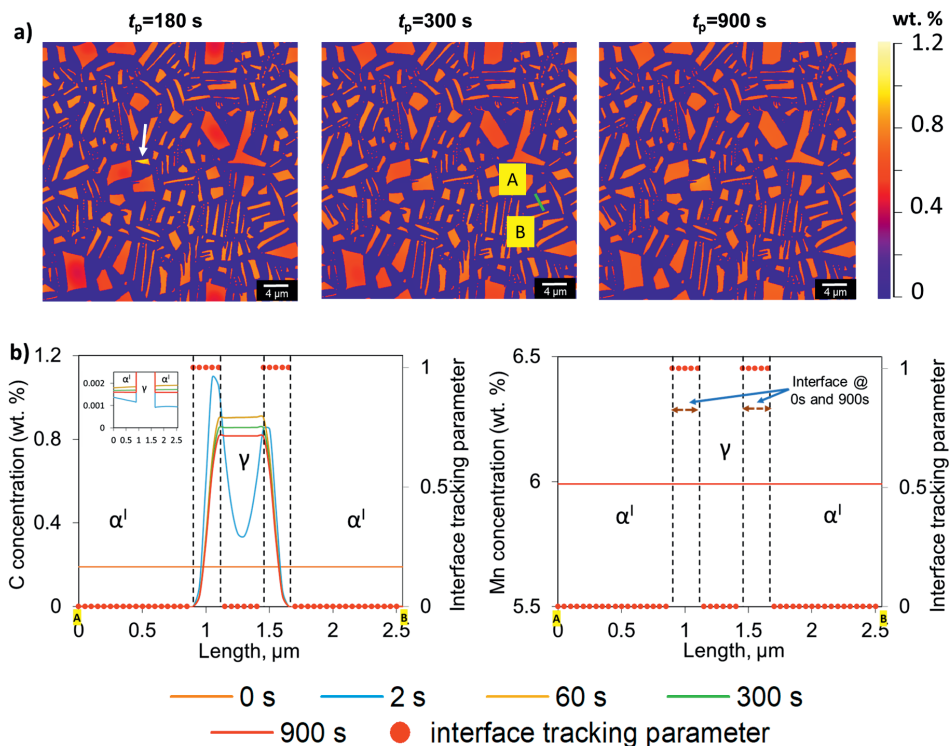 a)
tp=180 s
tp=300 s
tp=900 s
wt. %
1.2
0.8
0.4
0
A
B
4 µm
4 µm
4 µm
b)
C concentration (wt. %)
1.2
0.8
0.4
0
0.002
0.001
0
0 0.5 1 1.5 2 2.5
αᴵ
γ
αᴵ
αᴵ
γ
αᴵ
1
0.5
0
Interface tracking parameter
A
B
0 0.5 1 1.5 2 2.5
Length, µm
Mn concentration (wt. %)
6.5
6
5.5
Interface @
0s and 900s
γ
αᴵ
αᴵ
1
0.5
0
Interface tracking parameter
A
B
0 0.5 1 1.5 2 2.5
Length, µm
0 s
2 s
60 s
300 s
900 s
interface tracking parameter